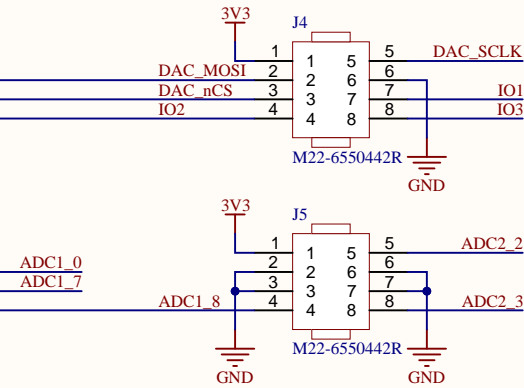 3V3 J4
1 1 5 5 DAC_SCLK
DAC_MOSI 2 2 6 6
DAC_nCS 3 3 7 7 IO1
IO2 4 4 8 8 IO3
M22-6550442R
GND
3V3 J5
1 1 5 5 ADC2_2
ADC1_0 2 2 6 6
ADC1_7 3 3 7 7
ADC1_8 4 4 8 8 ADC2_3
M22-6550442R
GND GND